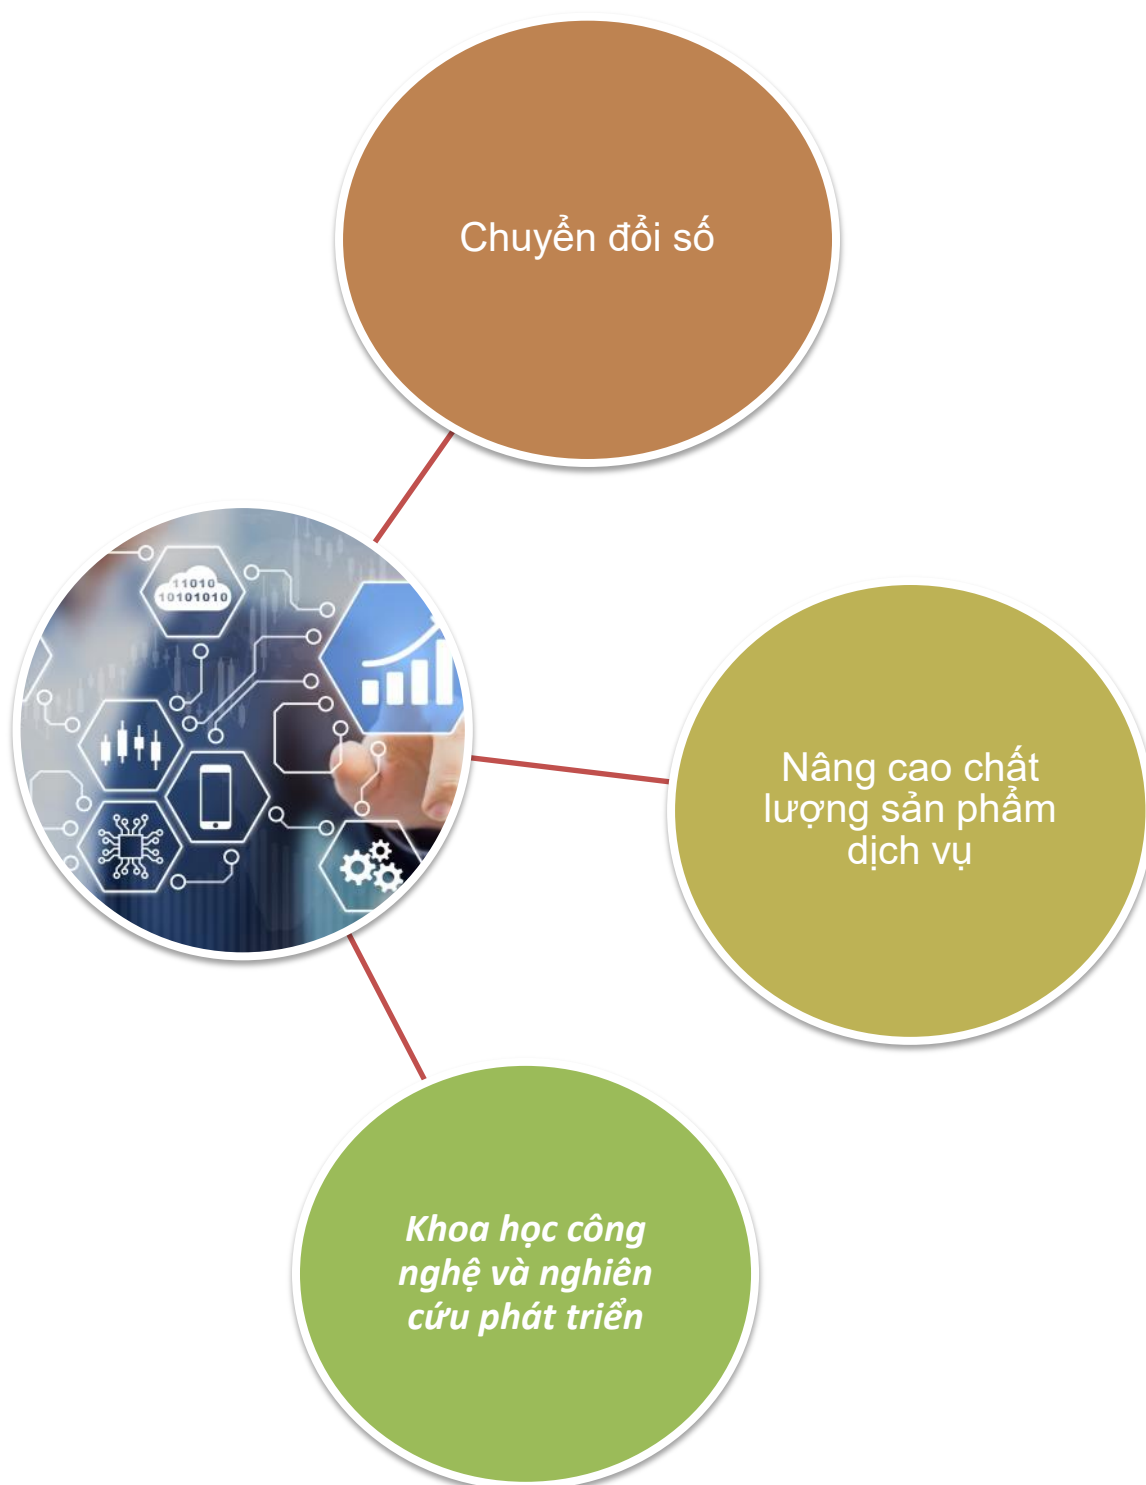 Chuyển đổi số
11010
10101010
Nâng cao chất
lượng sản phẩm
dịch vụ
Khoa học công
nghệ và nghiên
cứu phát triển